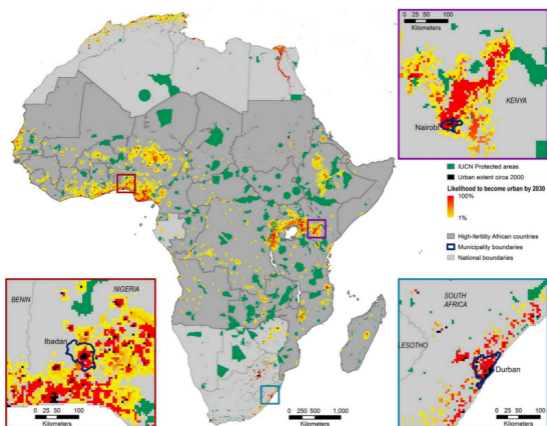 0 25 50 100
Kilometers
KENYA
Nairobi
IUCN Protected areas
Urban extent circa 2000
Likelihood to become urban by 2030
100%
1%
High-fertility African countries
Municipality boundaries
National boundaries
BENIN
NIGERIA
Ibadan
0 25 50 100
Kilometers
0 250 500 1,000
Kilometers
SOUTH
AFRICA
LESOTHO
Durban
0 25 50 100
Kilometers